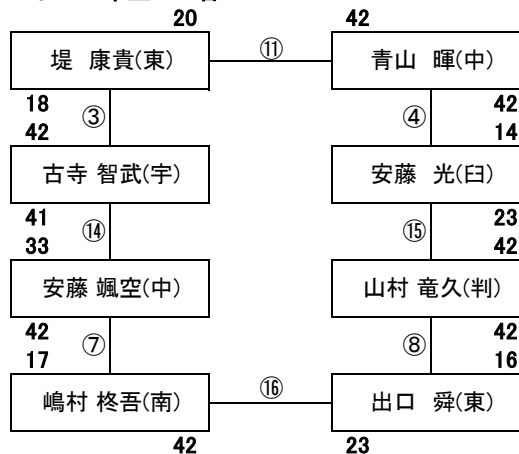 20 42
堤 康貴(東) ⑪ 青山 暉(中)
18 ③ ④ 42
42 14
古寺 智武(宇) 安藤 光(臼)
41 ⑭ ⑮ 23
33 42
安藤 颯空(中) 山村 竜久(判)
42 ⑦ ⑧ 42
17 16
嶋村 柊吾(南) ⑯ 出口 舜(東)
42 23